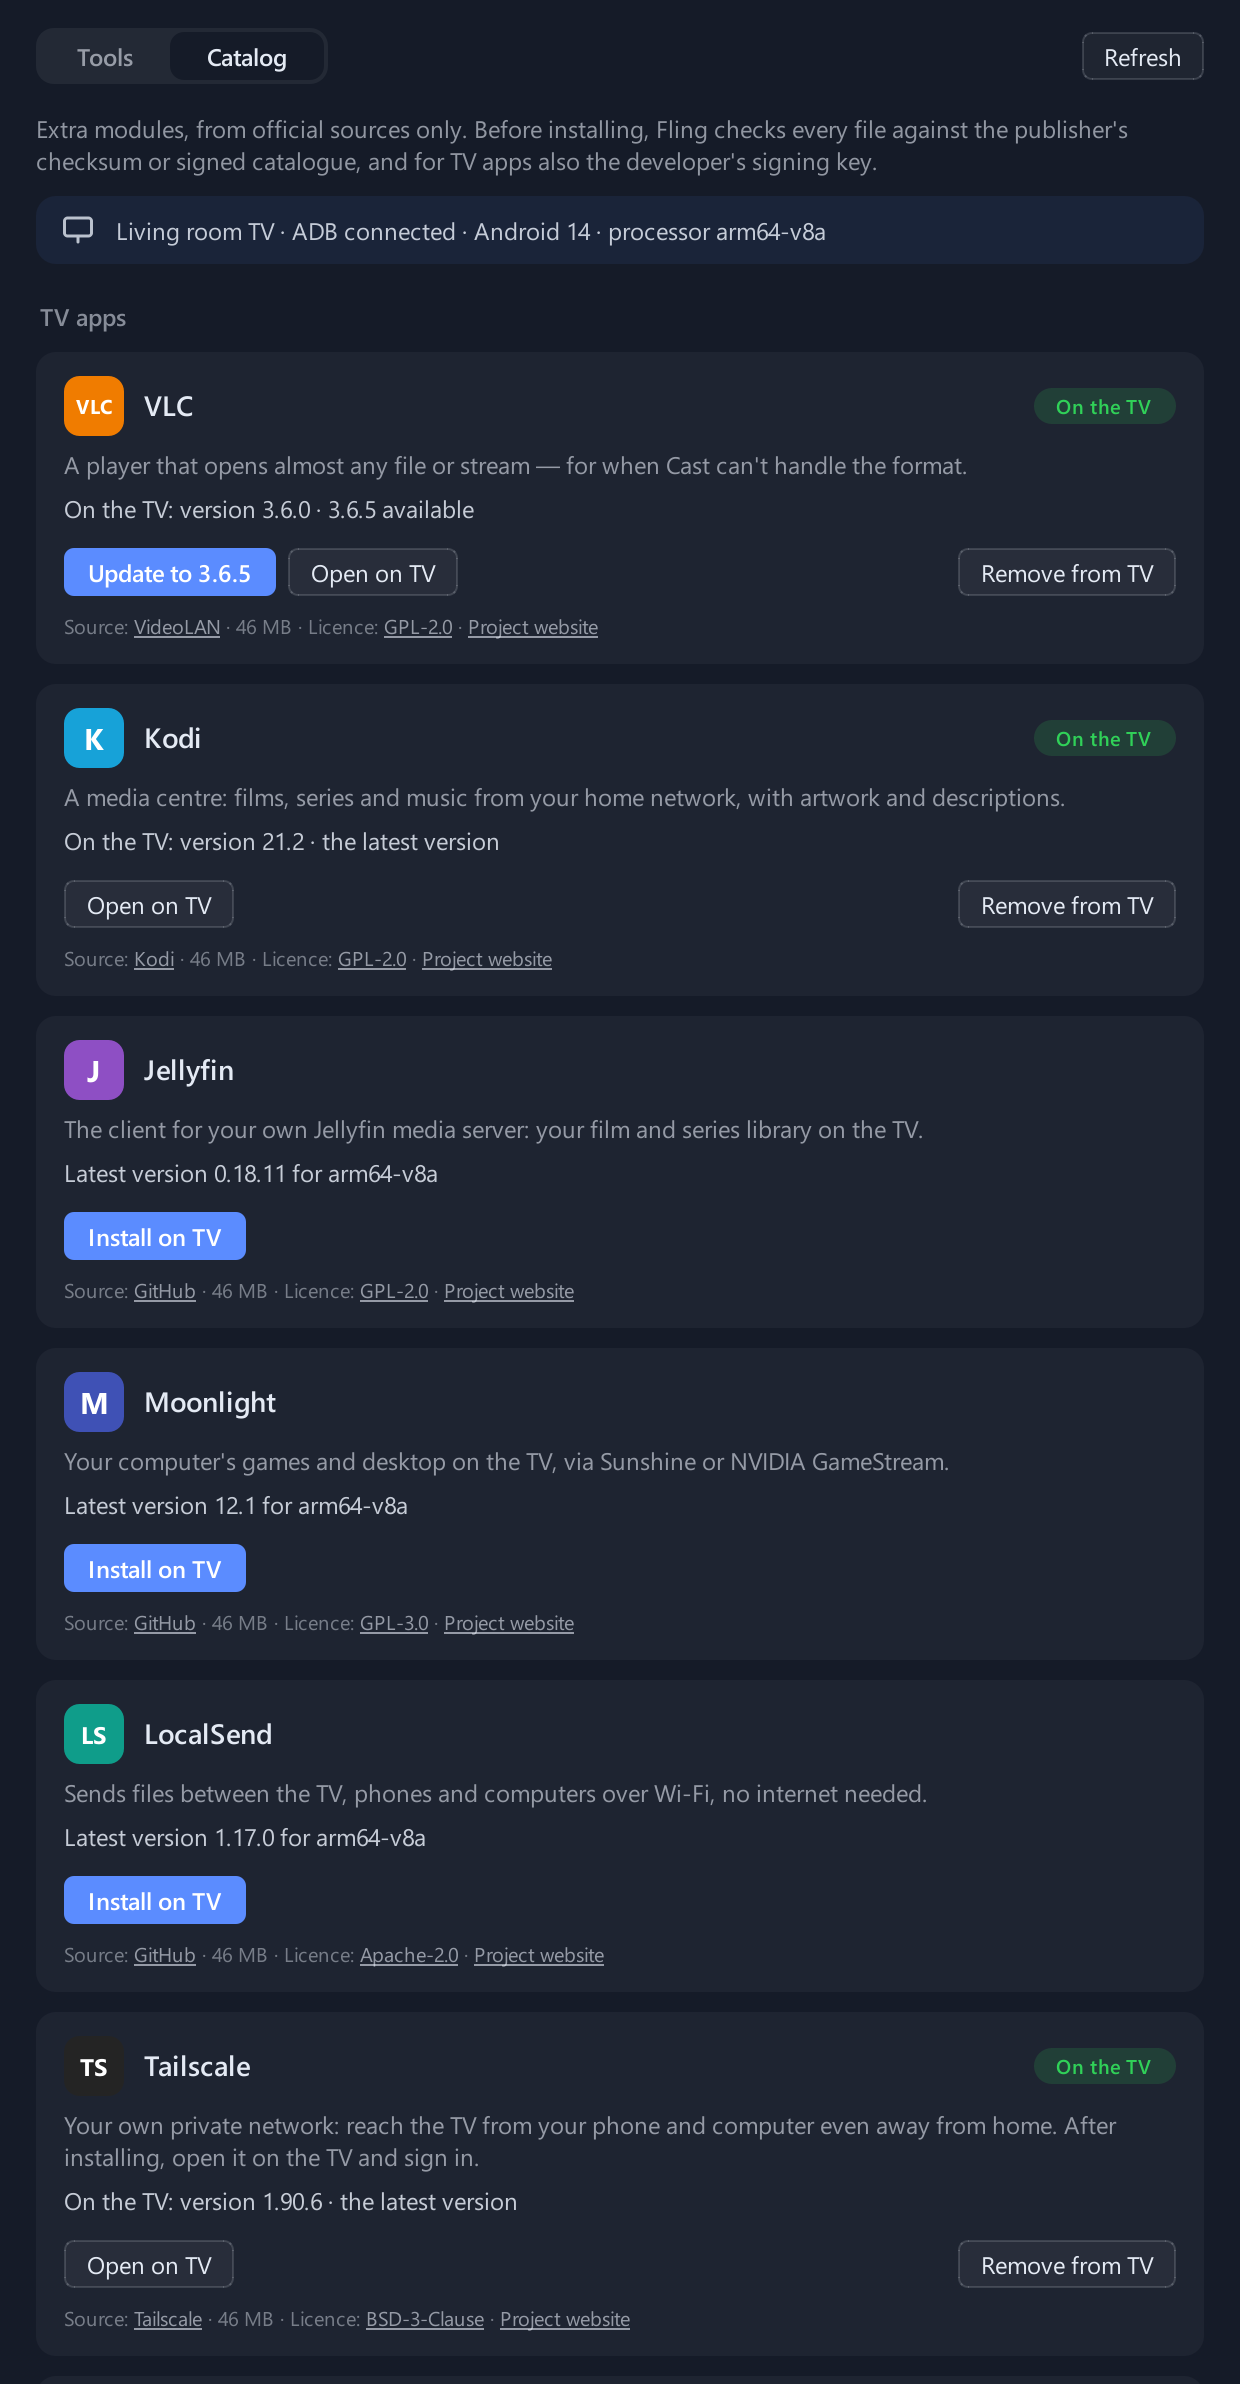 Tools
Catalog
Refresh
Extra modules, from official sources only. Before installing, Fling checks every file against the publisher's
checksum or signed catalogue, and for TV apps also the developer's signing key.
Living room TV · ADB connected · Android 14 · processor arm64-v8a
TV apps
VLC
VLC
On the TV
A player that opens almost any file or stream — for when Cast can't handle the format.
On the TV: version 3.6.0 · 3.6.5 available
Update to 3.6.5
Open on TV
Remove from TV
Source: VideoLAN · 46 MB · Licence: GPL-2.0 · Project website
K
Kodi
On the TV
A media centre: films, series and music from your home network, with artwork and descriptions.
On the TV: version 21.2 · the latest version
Open on TV
Remove from TV
Source: Kodi · 46 MB · Licence: GPL-2.0 · Project website
J
Jellyfin
The client for your own Jellyfin media server: your film and series library on the TV.
Latest version 0.18.11 for arm64-v8a
Install on TV
Source: GitHub · 46 MB · Licence: GPL-2.0 · Project website
M
Moonlight
Your computer's games and desktop on the TV, via Sunshine or NVIDIA GameStream.
Latest version 12.1 for arm64-v8a
Install on TV
Source: GitHub · 46 MB · Licence: GPL-3.0 · Project website
LS
LocalSend
Sends files between the TV, phones and computers over Wi-Fi, no internet needed.
Latest version 1.17.0 for arm64-v8a
Install on TV
Source: GitHub · 46 MB · Licence: Apache-2.0 · Project website
TS
Tailscale
On the TV
Your own private network: reach the TV from your phone and computer even away from home. After
installing, open it on the TV and sign in.
On the TV: version 1.90.6 · the latest version
Open on TV
Remove from TV
Source: Tailscale · 46 MB · Licence: BSD-3-Clause · Project website